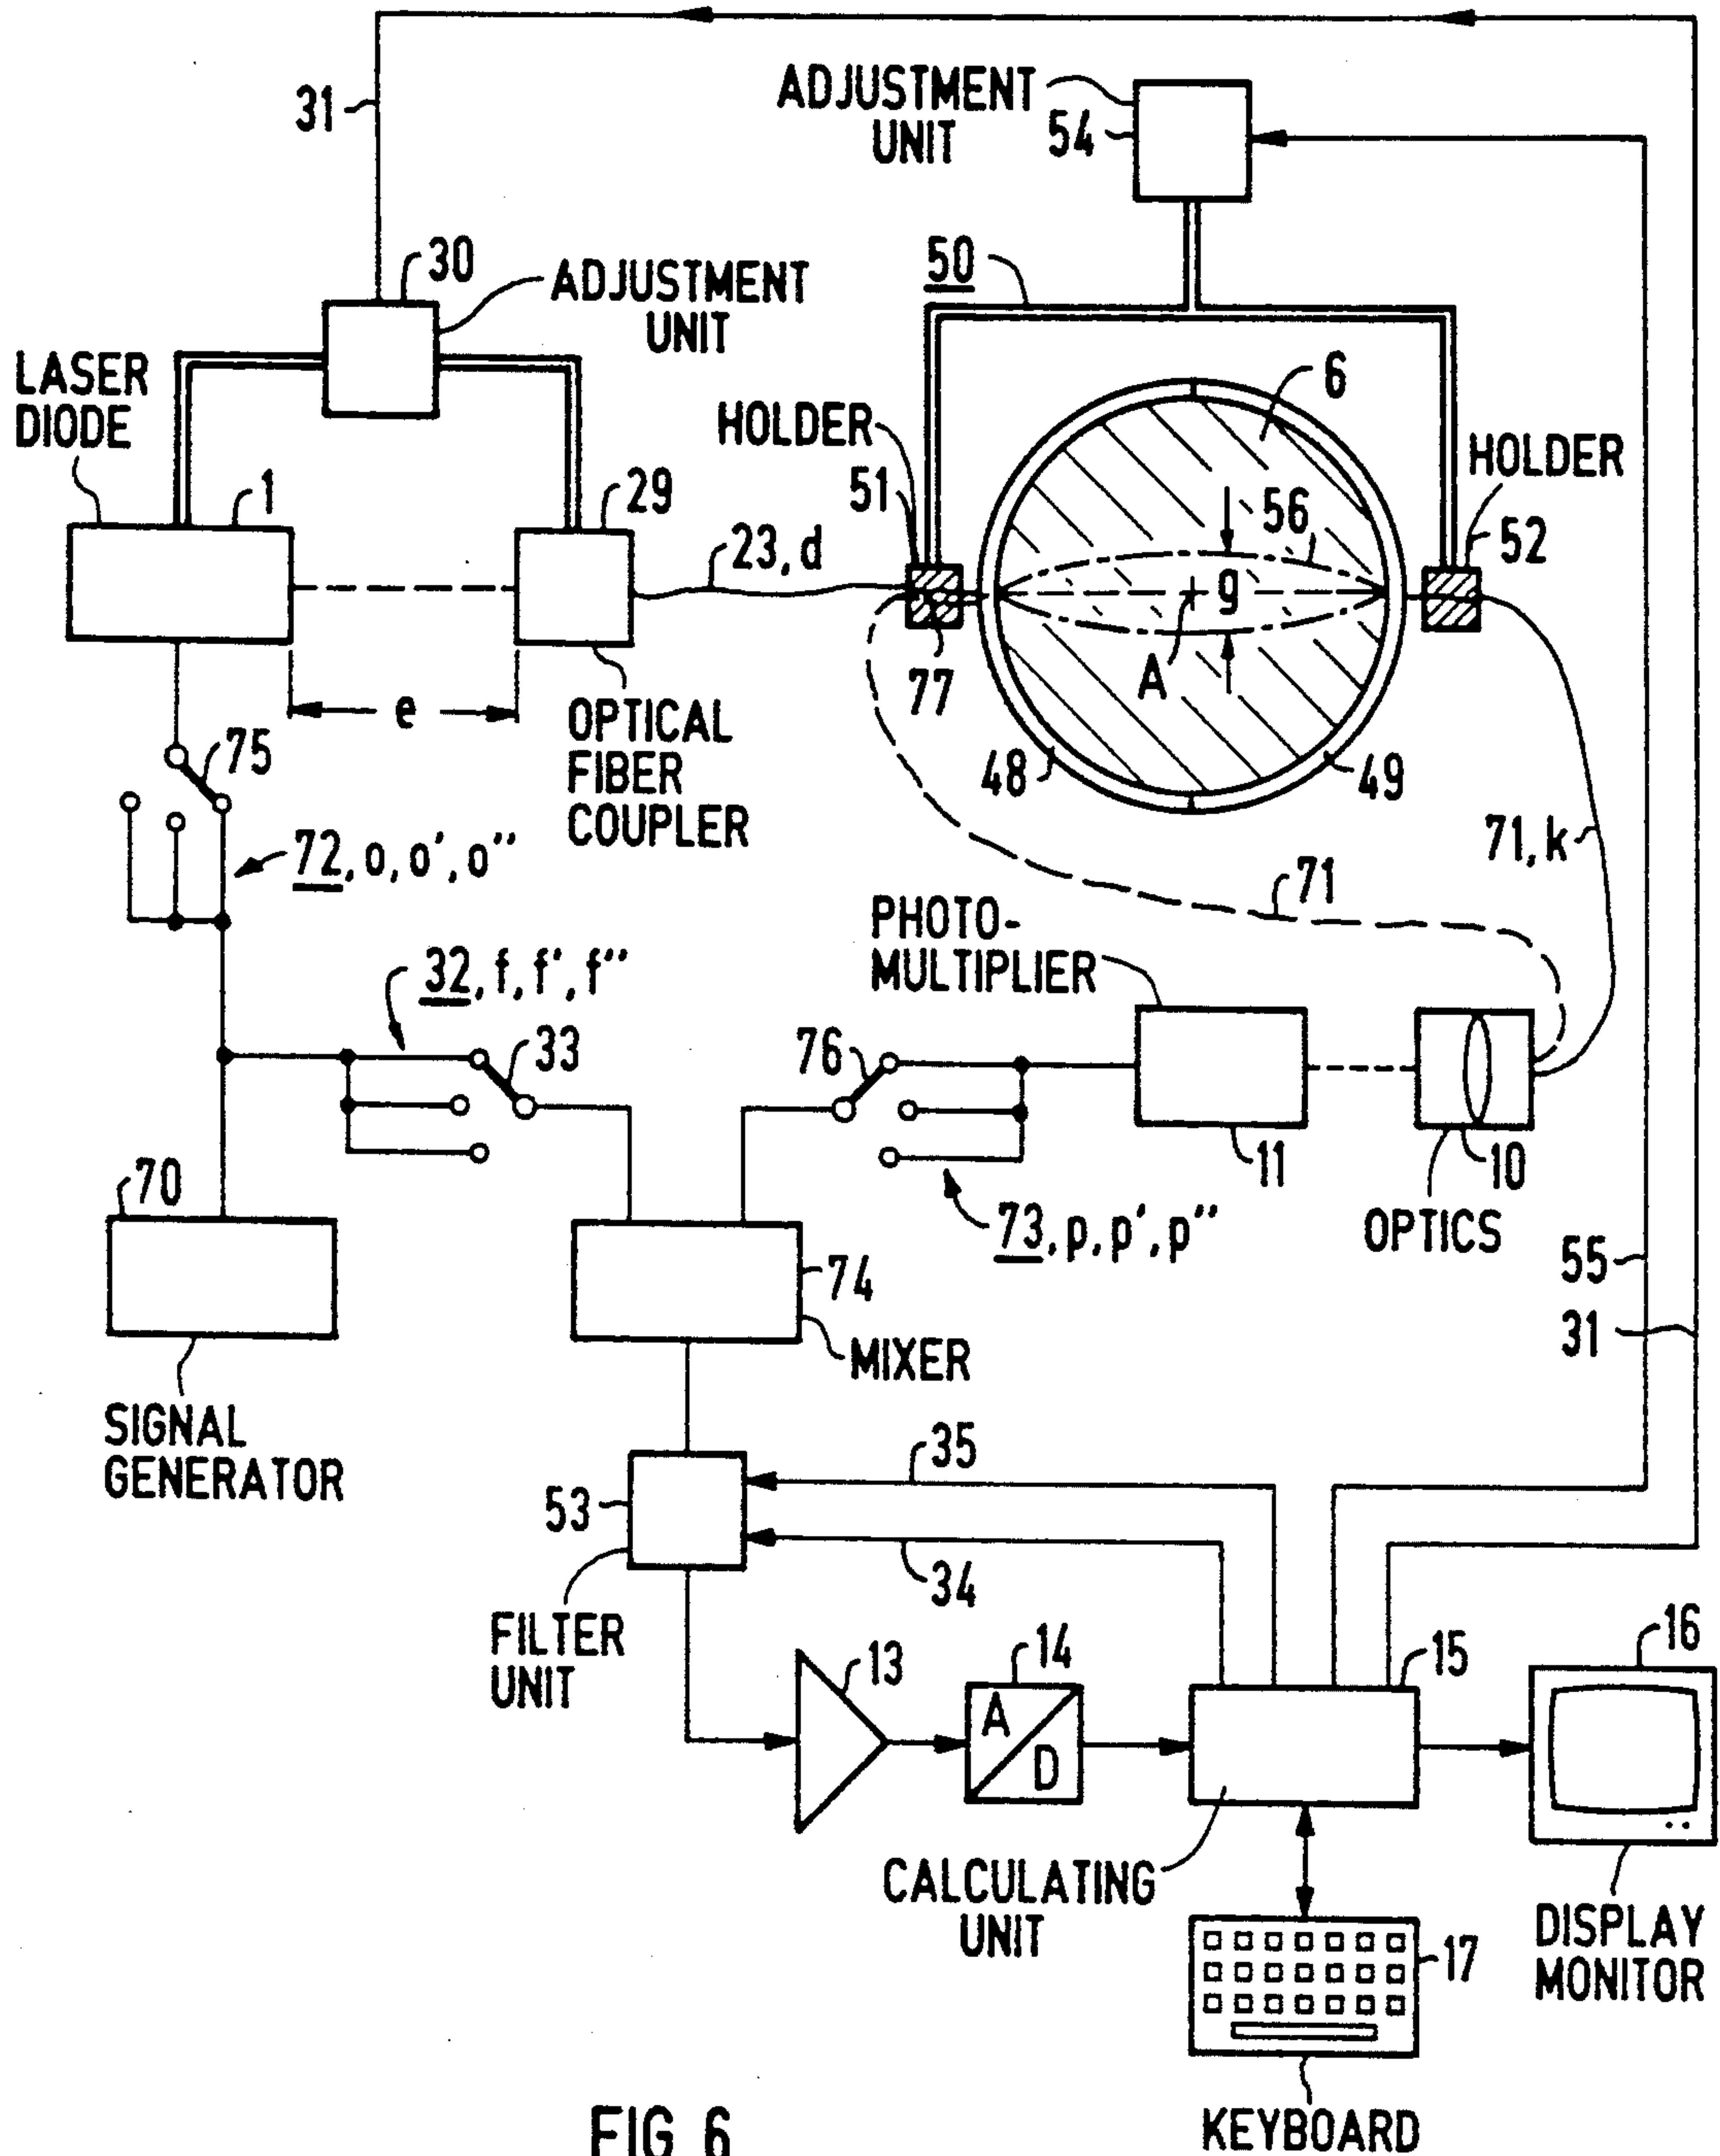 31
ADJUSTMENT
UNIT
54
30
ADJUSTMENT
UNIT
50
LASER
DIODE
1
29
HOLDER
51
6
HOLDER
52
56
g
A
23, d
77
48
49
e
OPTICAL
FIBER
COUPLER
75
72, o, o', o''
71, k
71
PHOTO-
MULTIPLIER
32, f, f', f''
33
76
11
10
OPTICS
73, p, p', p''
70
SIGNAL
GENERATOR
74
MIXER
55
31
35
53
34
FILTER
UNIT
13
14
A
D
15
16
CALCULATING
UNIT
17
DISPLAY
MONITOR
KEYBOARD
FIG 6